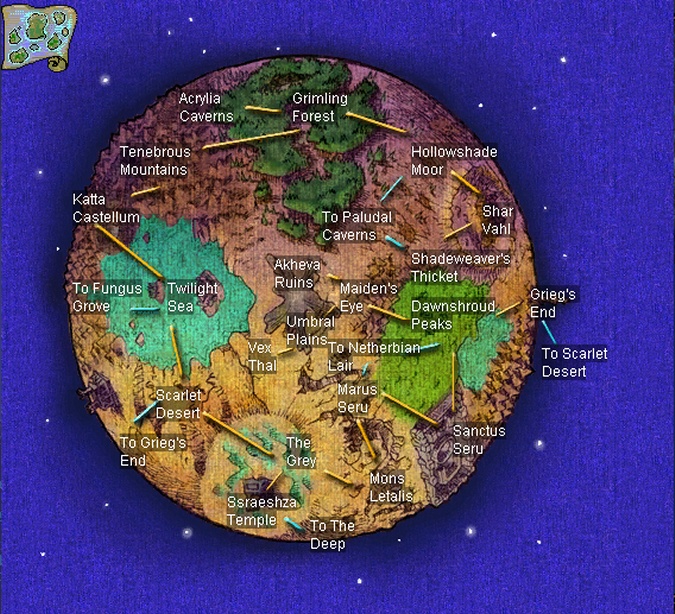 Acrylia
Caverns
Grimling
Forest
Tenebrous
Mountains
Hollowshade
Moor
Katta
Castellum
To Paludal
Caverns
Shar
Vahl
Akheva
Ruins
Shadeweaver's
Thicket
To Fungus
Grove
Twilight
Sea
Maiden's
Eye
Dawnshroud
Peaks
Grieg's
End
Umbral
Plains
Vex
Thal
To Netherbian
Lair
To Scarlet
Desert
Scarlet
Desert
Marus
Seru
To Grieg's
End
The
Grey
Sanctus
Seru
Mons
Letalis
Ssraeshza
Temple
To The
Deep